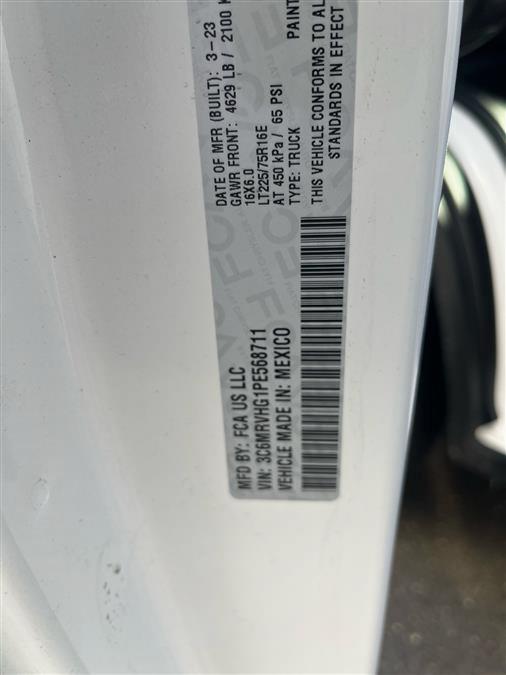 MFD BY: FCA US LLC
DATE OF MFR (BUILT): 3-23
GAWR FRONT: 4629 LB / 2100
16X6.0
LT225/75R16E
AT 450 kPa / 65 PSI
TYPE: TRUCK
PAINT
VIN: 3C6MRVHG1PE568711
VEHICLE MADE IN: MEXICO
THIS VEHICLE CONFORMS TO AL
STANDARDS IN EFFECT